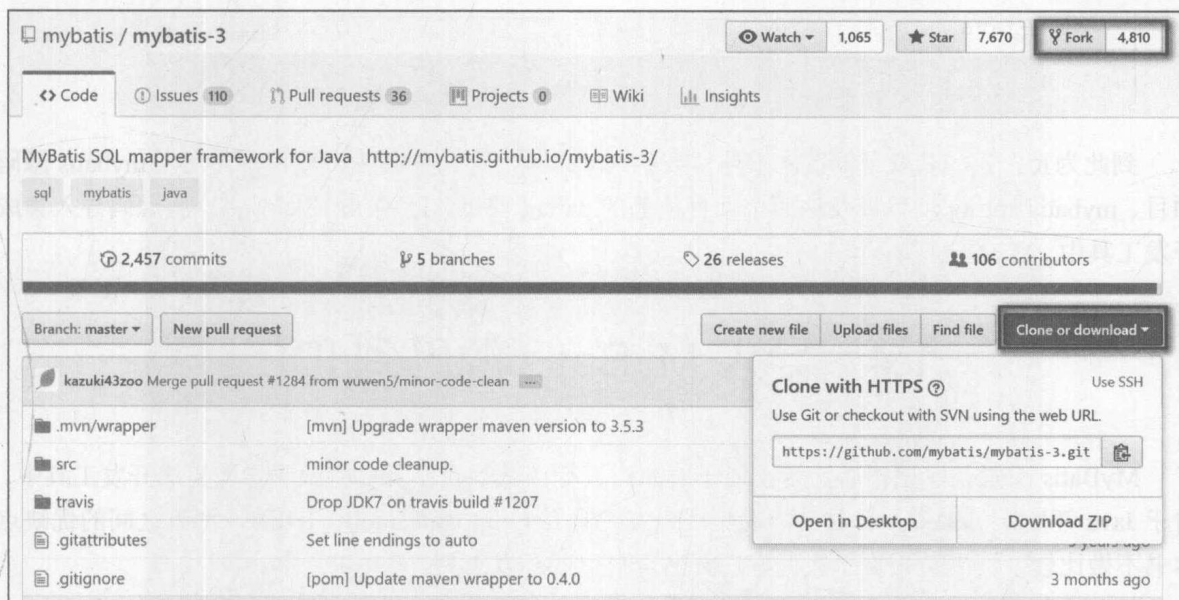 mybatis / mybatis-3
Watch 1,065
Star 7,670
Fork 4,810
Code
Issues 110
Pull requests 36
Projects 0
Wiki
Insights
MyBatis SQL mapper framework for Java http://mybatis.github.io/mybatis-3/
sql mybatis java
2,457 commits
5 branches
26 releases
106 contributors
Branch: master
New pull request
Create new file
Upload files
Find file
Clone or download
kazuki43zoo Merge pull request #1284 from wuwen5/minor-code-clean
.mvn/wrapper [mvn] Upgrade wrapper maven version to 3.5.3
src minor code cleanup.
travis Drop JDK7 on travis build #1207
.gitattributes Set line endings to auto
.gitignore [pom] Update maven wrapper to 0.4.0 3 months ago
Clone with HTTPS
Use SSH
Use Git or checkout with SVN using the web URL.
https://github.com/mybatis/mybatis-3.git
Open in Desktop
Download ZIP
years ago